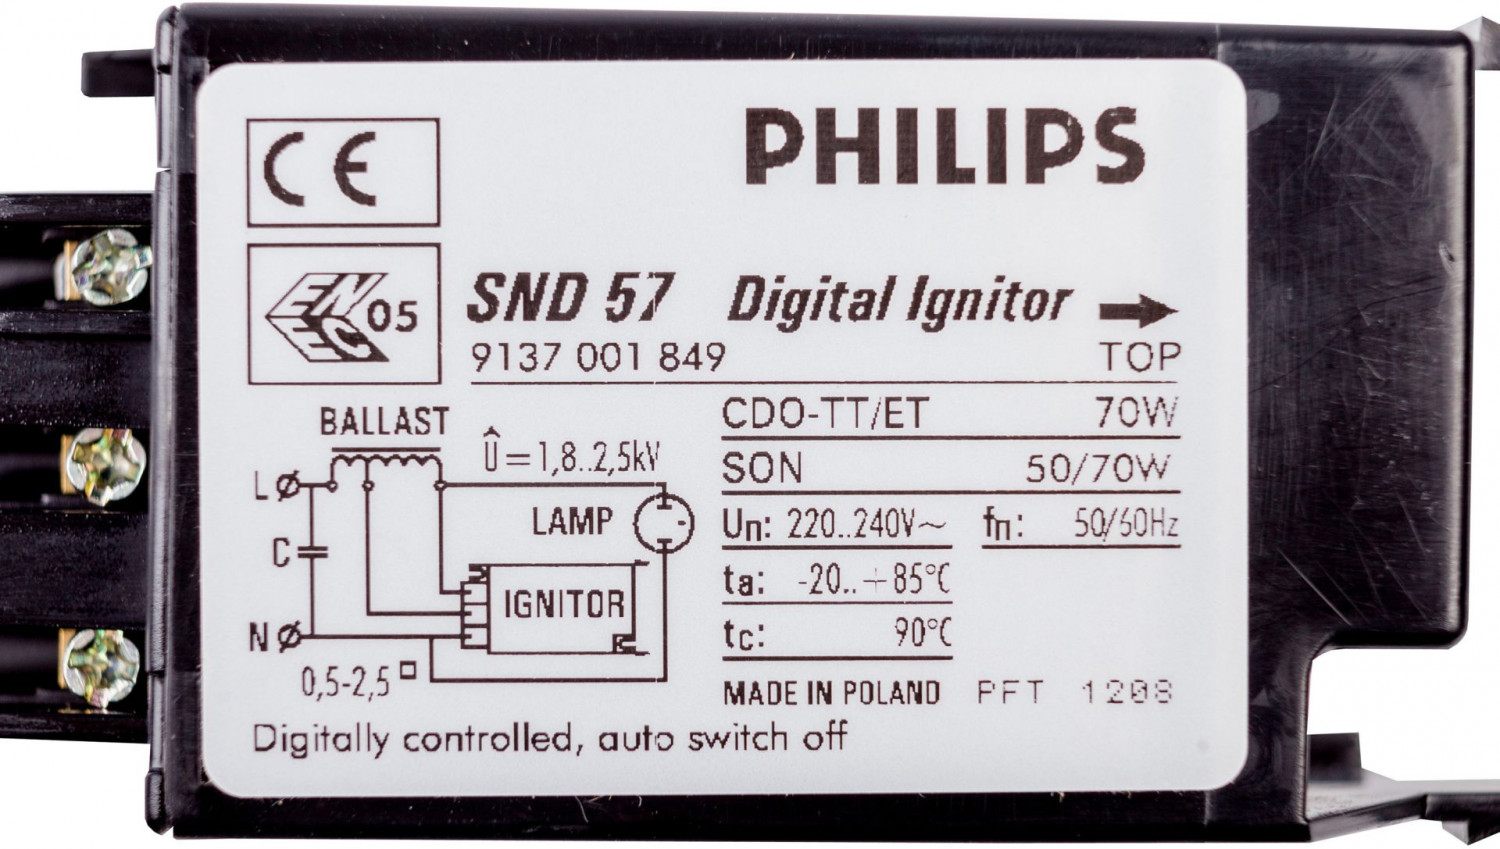 CE
PHILIPS
ENEC 05
SND 57 Digital Ignitor
9137 001 849 TOP
BALLAST
Û=1,8..2,5kV
L
LAMP
C
IGNITOR
N
0,5-2,5
CDO-TT/ET 70W
SON 50/70W
Un: 220..240V~ fn: 50/60Hz
ta: -20..+85°C
tc: 90°C
MADE IN POLAND PFT 1208
Digitally controlled, auto switch off